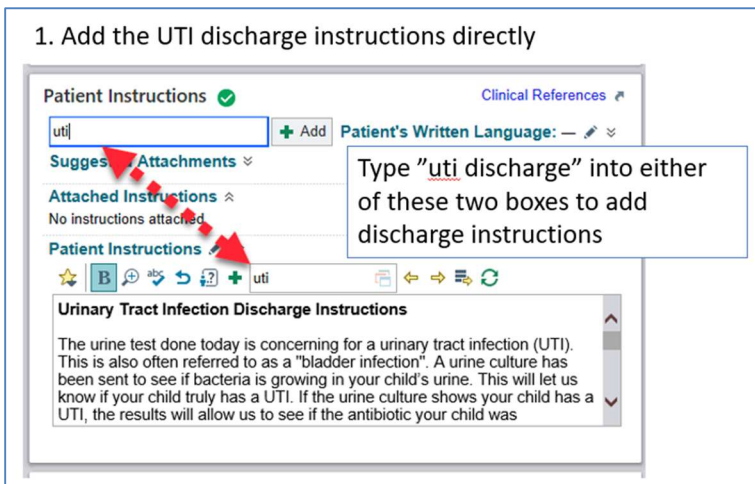 1. Add the UTI discharge instructions directly
Patient Instructions
Clinical References
uti
Add
Patient's Written Language: —
Suggested Attachments
Type ”uti discharge” into either
of these two boxes to add
discharge instructions
Attached Instructions
No instructions attached
Patient Instructions
B
abc
uti
Urinary Tract Infection Discharge Instructions
The urine test done today is concerning for a urinary tract infection (UTI).
This is also often referred to as a "bladder infection". A urine culture has
been sent to see if bacteria is growing in your child's urine. This will let us
know if your child truly has a UTI. If the urine culture shows your child has a
UTI, the results will allow us to see if the antibiotic your child was